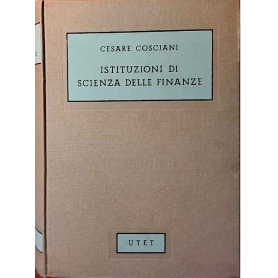 CESARE COSCIANI
ISTITUZIONI DI
SCIENZA DELLE FINANZE
UTET